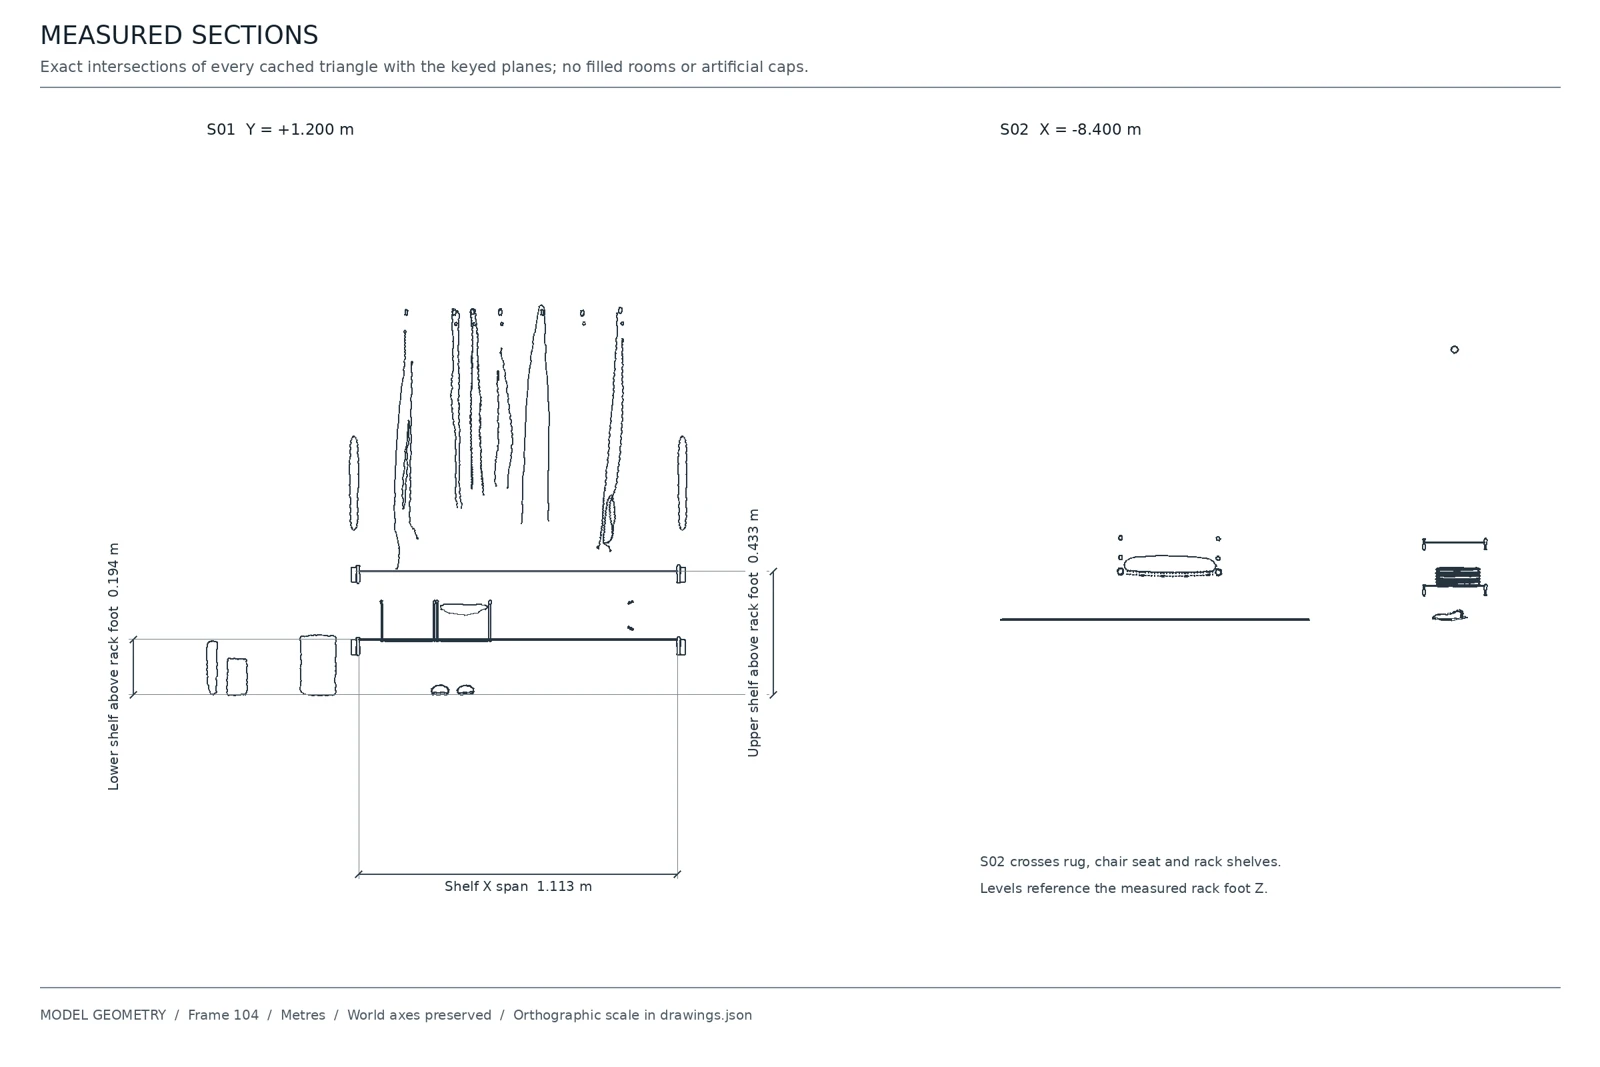 MEASURED SECTIONS
Exact intersections of every cached triangle with the keyed planes; no filled rooms or artificial caps.
S01  Y = +1.200 m
S02  X = -8.400 m
Lower shelf above rack foot  0.194 m
Upper shelf above rack foot  0.433 m
Shelf X span  1.113 m
S02 crosses rug, chair seat and rack shelves.
Levels reference the measured rack foot Z.
MODEL GEOMETRY  /  Frame 104  /  Metres  /  World axes preserved  /  Orthographic scale in drawings.json